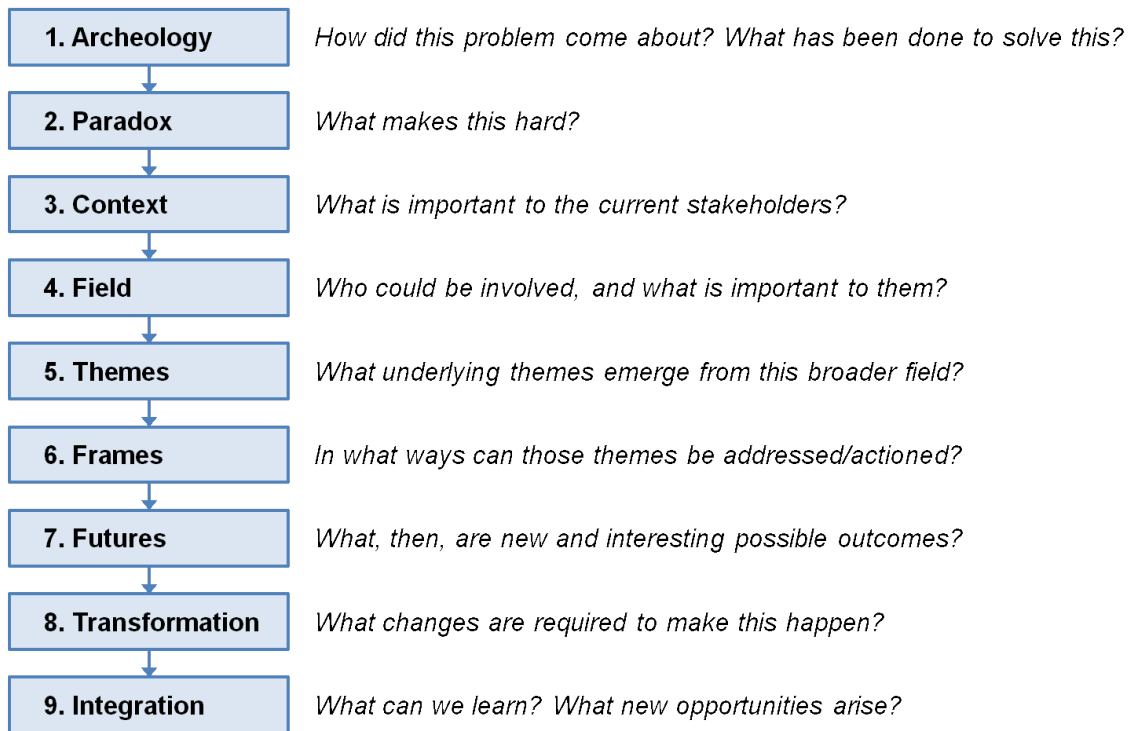 1. Archeology How did this problem come about? What has been done to solve this?
2. Paradox What makes this hard?
3. Context What is important to the current stakeholders?
4. Field Who could be involved, and what is important to them?
5. Themes What underlying themes emerge from this broader field?
6. Frames In what ways can those themes be addressed/actioned?
7. Futures What, then, are new and interesting possible outcomes?
8. Transformation What changes are required to make this happen?
9. Integration What can we learn? What new opportunities arise?